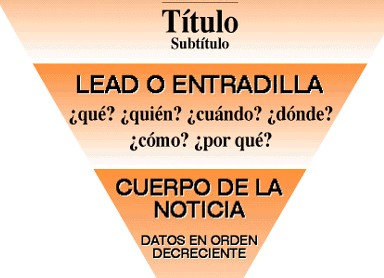 Título
Subtítulo
LEAD O ENTRADILLA
¿qué? ¿quién? ¿cuándo? ¿dónde?
¿cómo? ¿por qué?
CUERPO DE LA
NOTICIA
DATOS EN ORDEN
DECRECIENTE